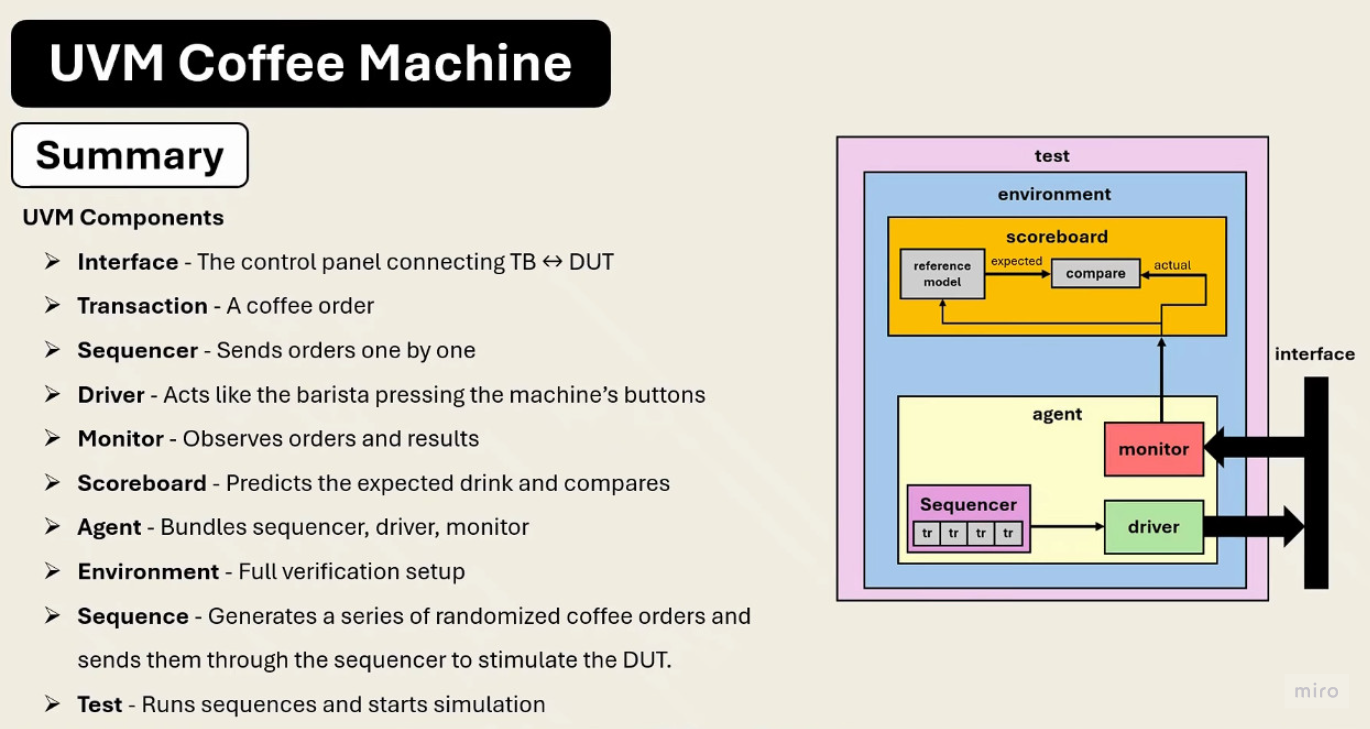 UVM Coffee Machine
Summary
UVM Components
➢ Interface - The control panel connecting TB ↔ DUT
➢ Transaction - A coffee order
➢ Sequencer - Sends orders one by one
➢ Driver - Acts like the barista pressing the machine’s buttons
➢ Monitor - Observes orders and results
➢ Scoreboard - Predicts the expected drink and compares
➢ Agent - Bundles sequencer, driver, monitor
➢ Environment - Full verification setup
➢ Sequence - Generates a series of randomized coffee orders and
sends them through the sequencer to stimulate the DUT.
➢ Test - Runs sequences and starts simulation
test
environment
scoreboard
reference
model
expected
compare
actual
interface
agent
monitor
Sequencer
tr tr tr tr
driver
miro